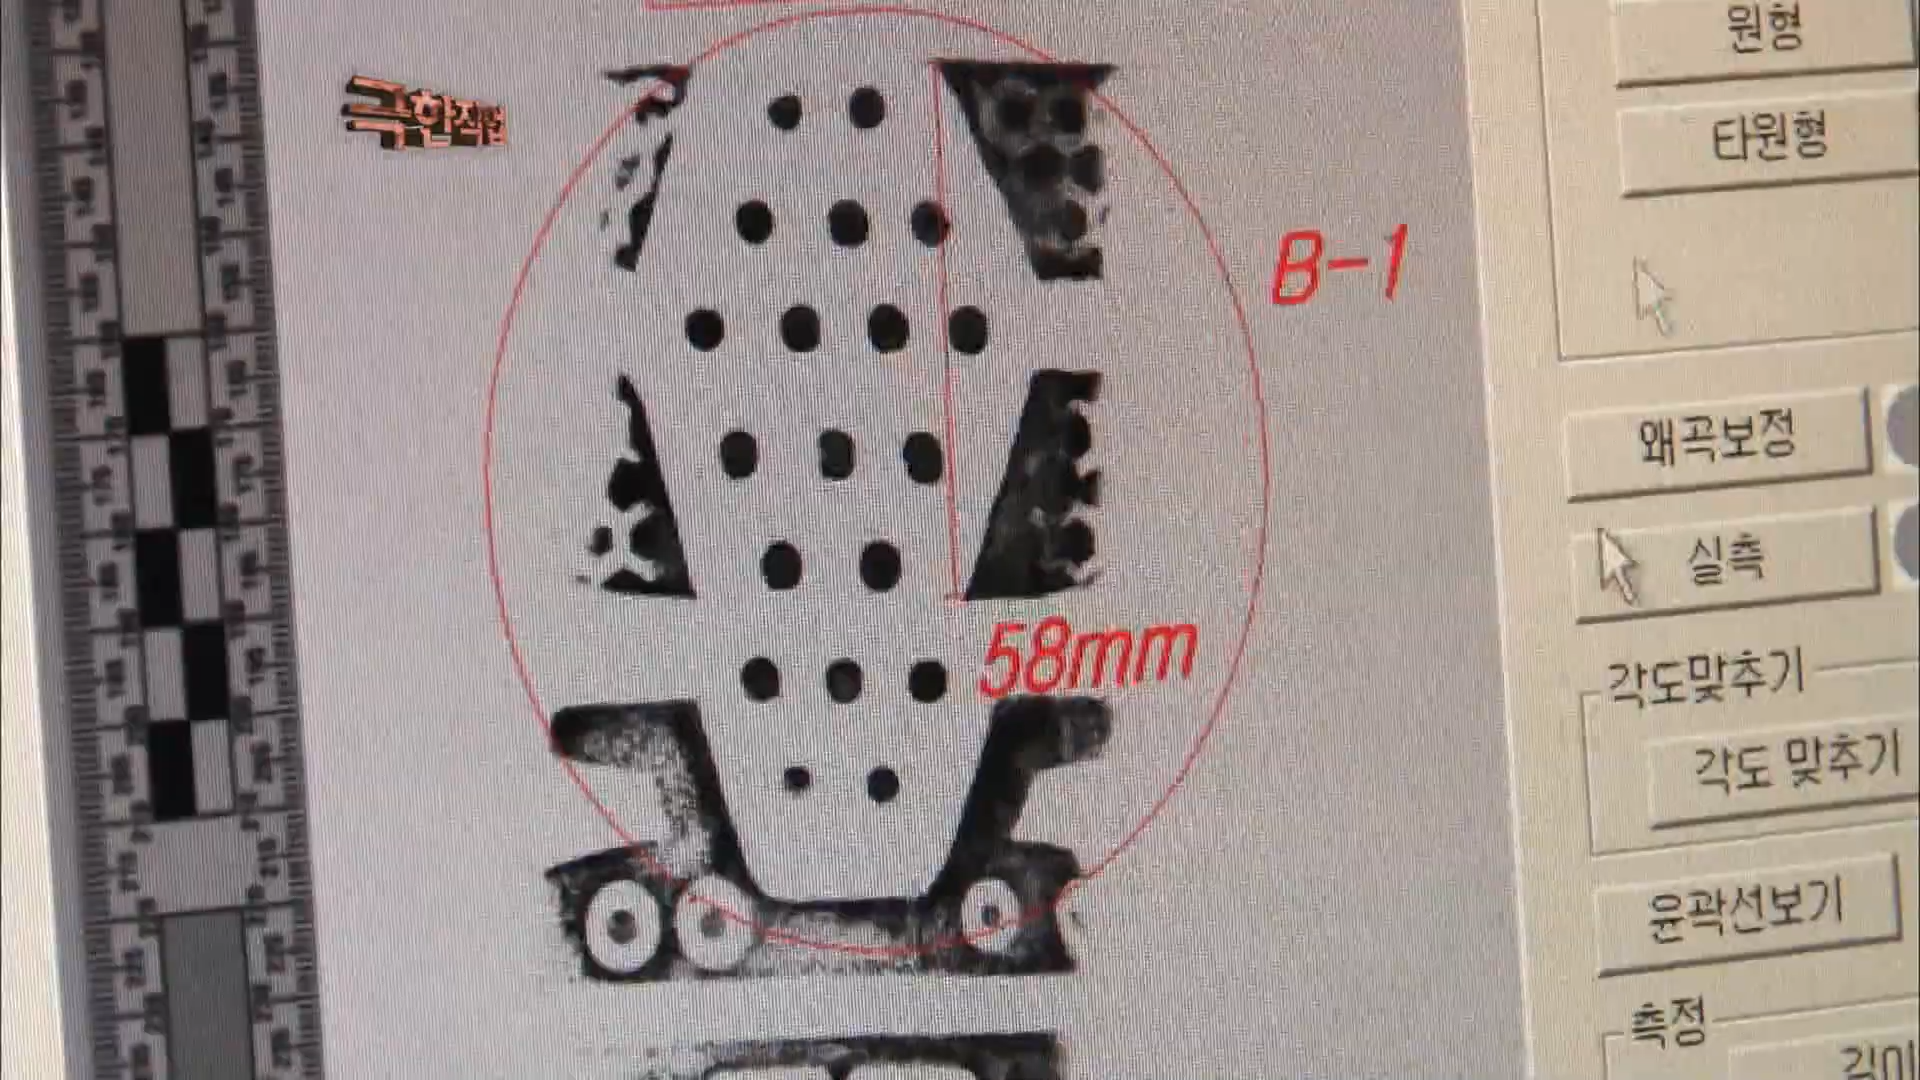 원형
극한직업
타원형
B-1
왜곡보정
실측
58mm
각도맞추기
각도 맞추기
윤곽선보기
측정